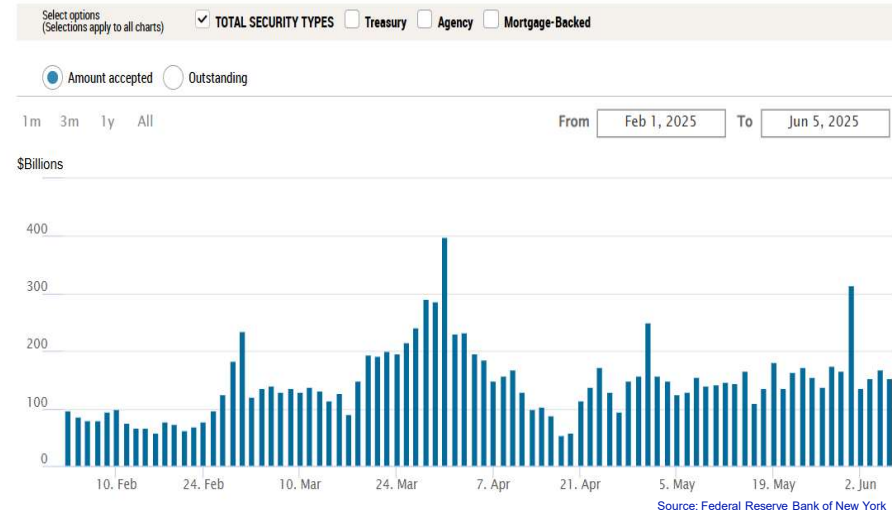 Select options
(Selections apply to all charts)
TOTAL SECURITY TYPES Treasury Agency Mortgage-Backed
Amount accepted Outstanding
1m 3m 1y All From Feb 1, 2025 To Jun 5, 2025
$Billions
400
300
200
100
0
10. Feb 24. Feb 10. Mar 24. Mar 7. Apr 21. Apr 5. May 19. May 2. Jun
Source: Federal Reserve Bank of New York